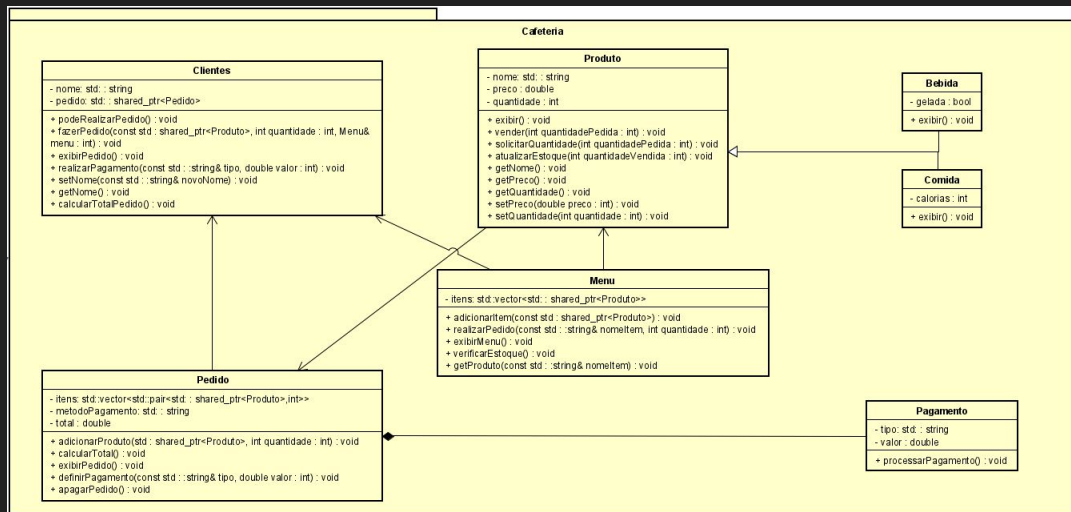 Cafeteria
Clientes
- nome: std: : string
- pedido: std: : shared_ptr<Pedido>
+ podeRealizarPedido() : void
+ fazerPedido(const std : shared_ptr<Produto>, int quantidade : int, Menu&
menu : int) : void
+ exibirPedido() : void
+ realizarPagamento(const std : :string& tipo, double valor : int) : void
+ setNome(const std : :string& novoNome) : void
+ getNome() : void
+ calcularTotalPedido() : void
Produto
- nome: std: : string
- preco : double
- quantidade : int
+ exibir() : void
+ vender(int quantidadePedida : int) : void
+ solicitarQuantidade(int quantidadePedida : int) : void
+ atualizarEstoque(int quantidadeVendida : int) : void
+ getNome() : void
+ getPreco() : void
+ getQuantidade() : void
+ setPreco(double preco : int) : void
+ setQuantidade(int quantidade : int) : void
Bebida
- gelada : bool
+ exibir() : void
Comida
- calorias : int
+ exibir() : void
Menu
- itens: std::vector<std: : shared_ptr<Produto>>
+ adicionarItem(const std : shared_ptr<Produto>) : void
+ realizarPedido(const std : :string& nomeItem, int quantidade : int) : void
+ exibirMenu() : void
+ verificarEstoque() : void
+ getProduto(const std : :string& nomeItem) : void
Pedido
- itens: std::vector<std::pair<std: : shared_ptr<Produto>,int>>
- metodoPagamento: std: : string
- total : double
+ adicionarProduto(std : shared_ptr<Produto>, int quantidade : int) : void
+ calcularTotal() : void
+ exibirPedido() : void
+ definirPagamento(const std : :string& tipo, double valor : int) : void
+ apagarPedido() : void
Pagamento
- tipo: std: : string
- valor : double
+ processarPagamento() : void